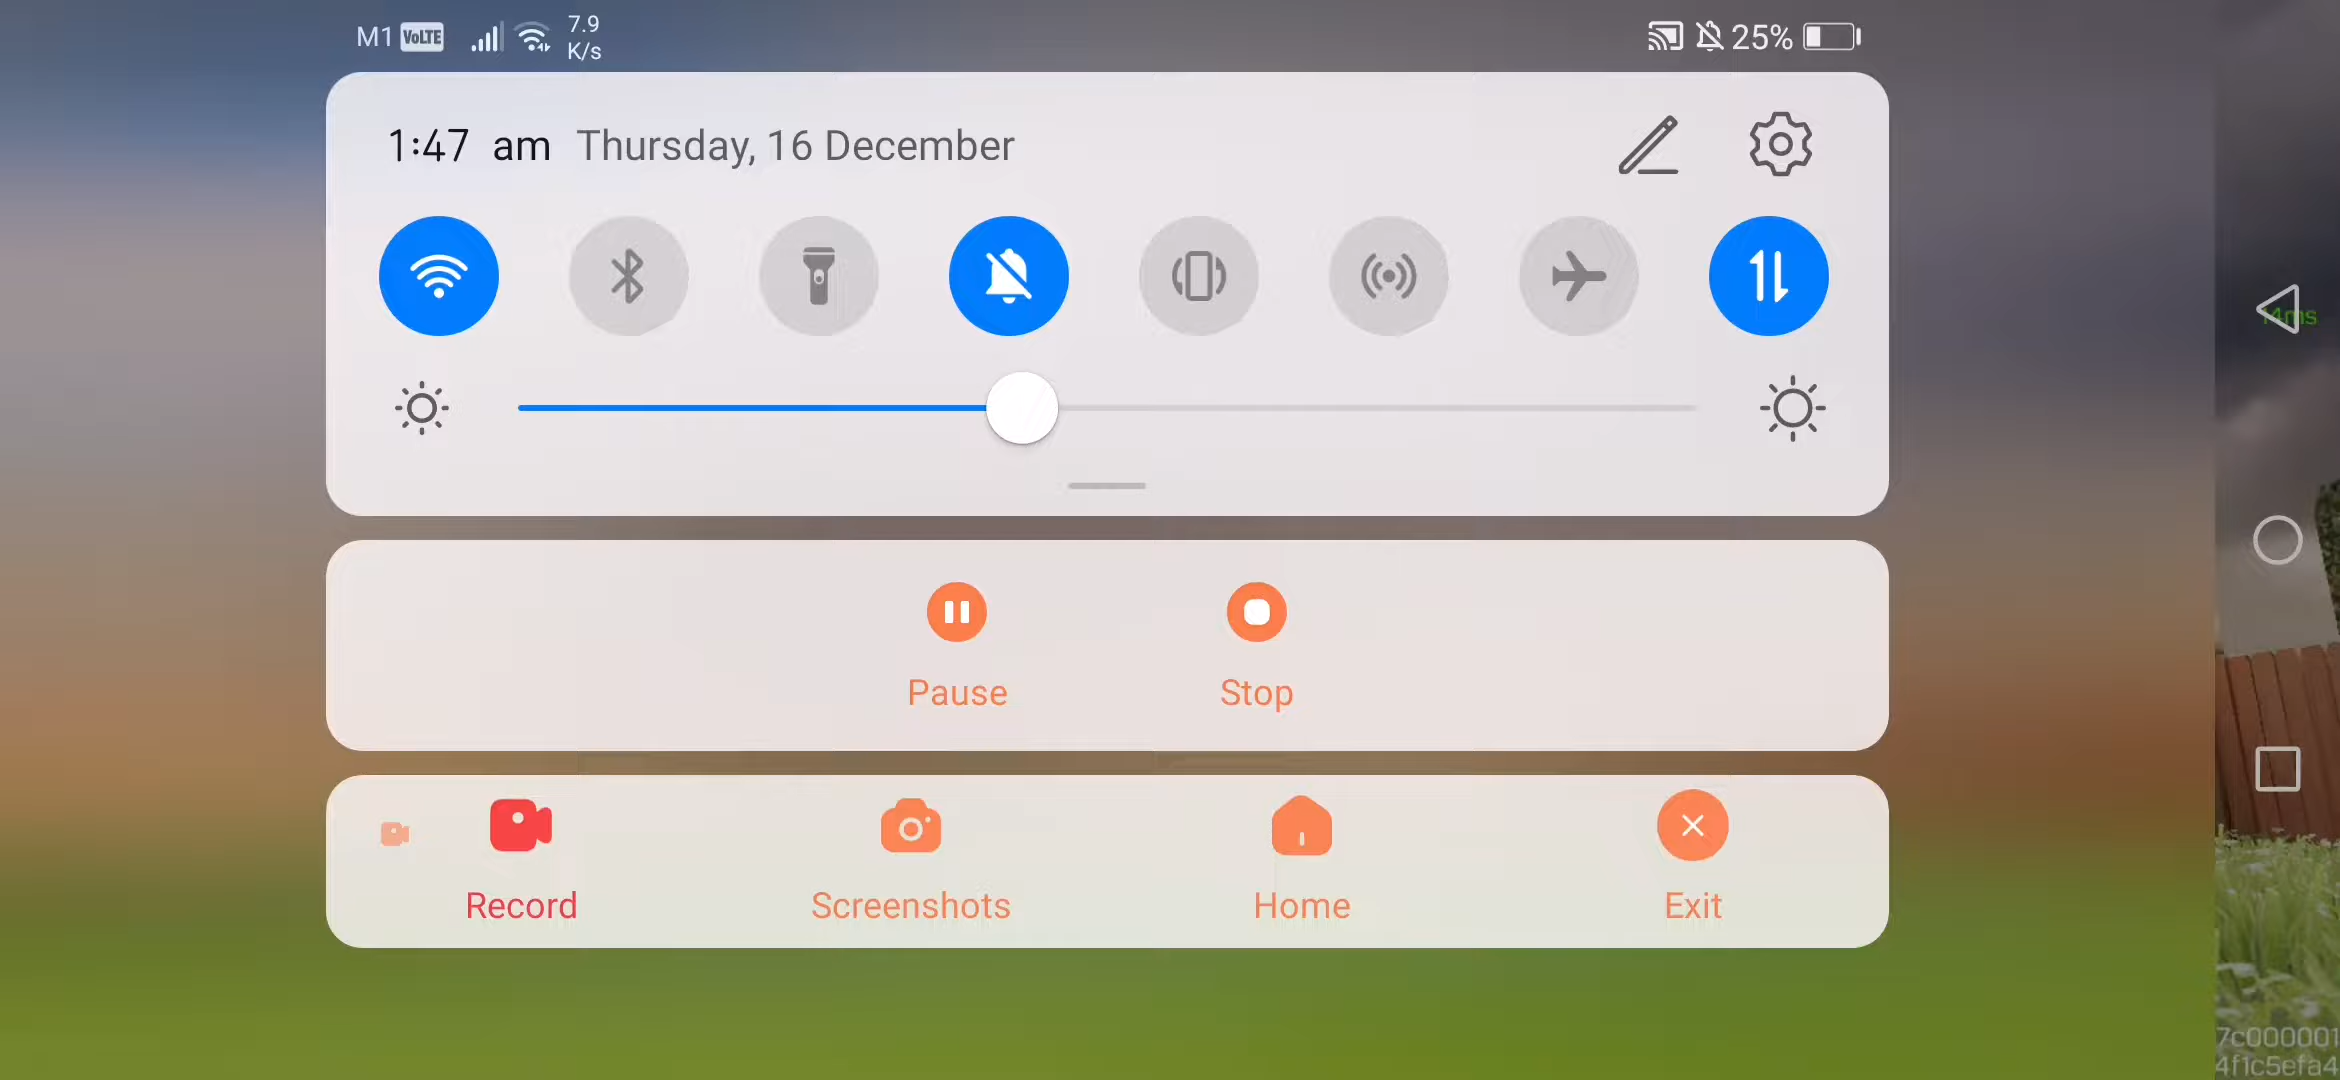 M1 VoLTE 7.9 K/s 25%
1:47 am Thursday, 16 December
14ms
Pause Stop
Record Screenshots Home Exit
7c000001
4f1c5efa4